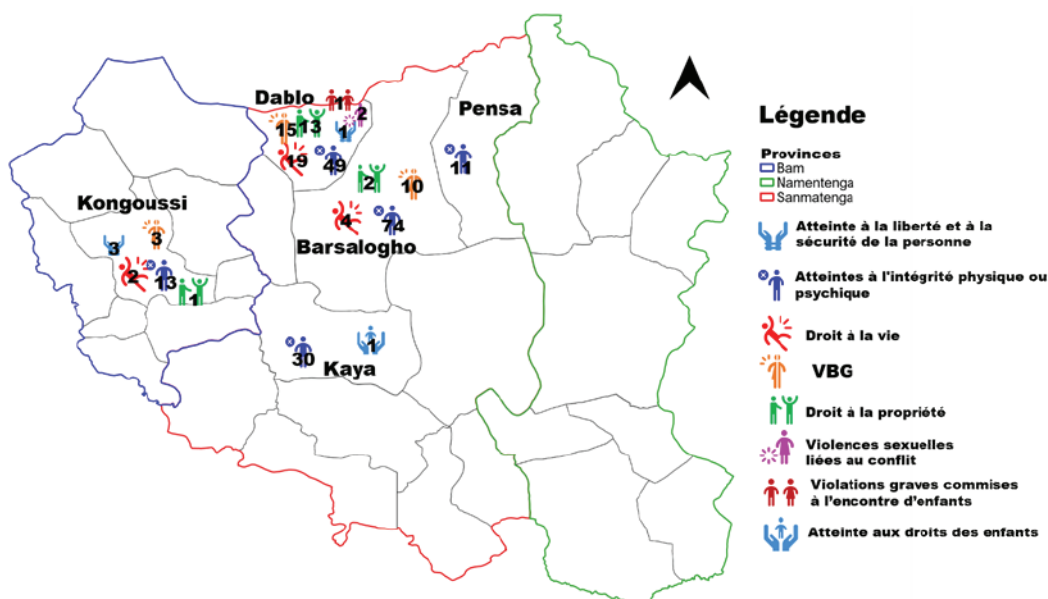 Dablo
1
2
15
13
1
19
49
Pensa
11
2
10
4
74
Barsalogho
Kongoussi
3
3
2
13
1
30
1
Kaya
Légende
Provinces
Bam
Namentenga
Sanmatenga
Atteinte à la liberté et à la
sécurité de la personne
Atteintes à l'intégrité physique ou
psychique
Droit à la vie
VBG
Droit à la propriété
Violences sexuelles
liées au conflit
Violations graves commises
à l'encontre d'enfants
Atteinte aux droits des enfants